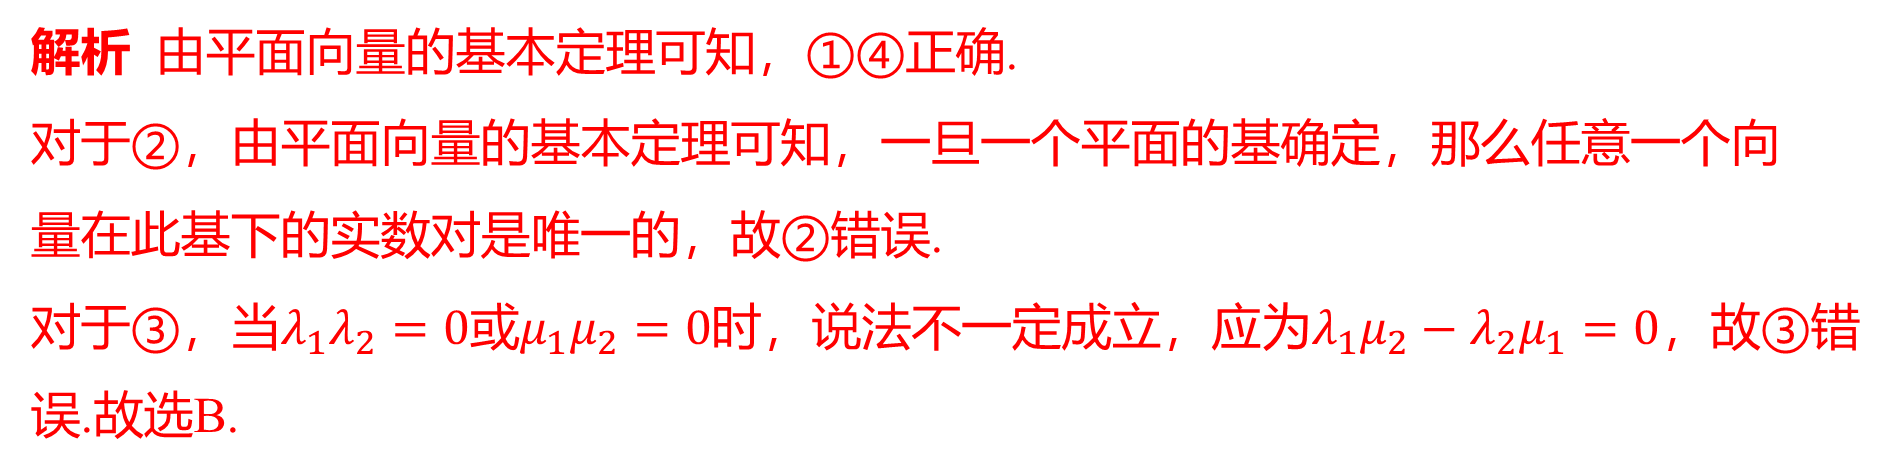 解析 由平面向量的基本定理可知，①④正确.
对于②，由平面向量的基本定理可知，一旦一个平面的基确定，那么任意一个向
量在此基下的实数对是唯一的，故②错误.
对于③，当λ₁λ₂ = 0或μ₁μ₂ = 0时，说法不一定成立，应为λ₁μ₂ − λ₂μ₁ = 0，故③错
误.故选B.